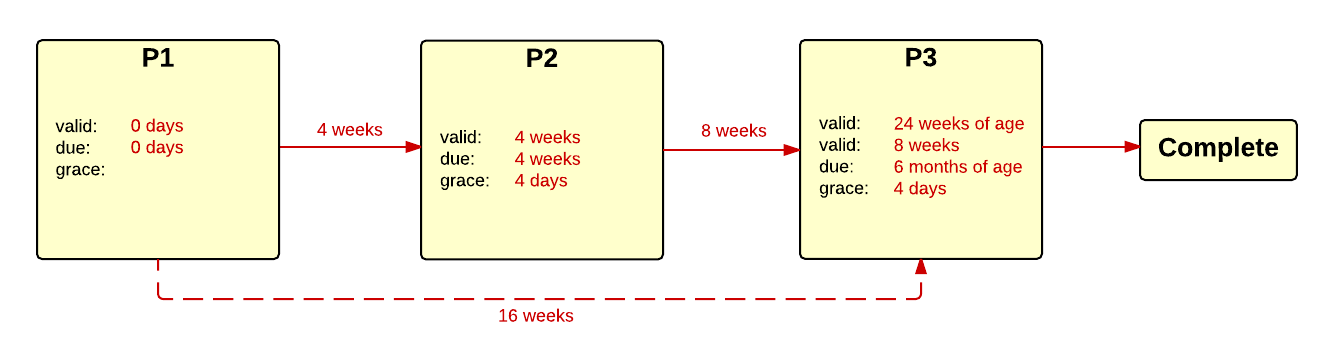 P1
valid: 0 days
due: 0 days
grace:
4 weeks
P2
valid: 4 weeks
due: 4 weeks
grace: 4 days
8 weeks
P3
valid: 24 weeks of age
valid: 8 weeks
due: 6 months of age
grace: 4 days
Complete
16 weeks